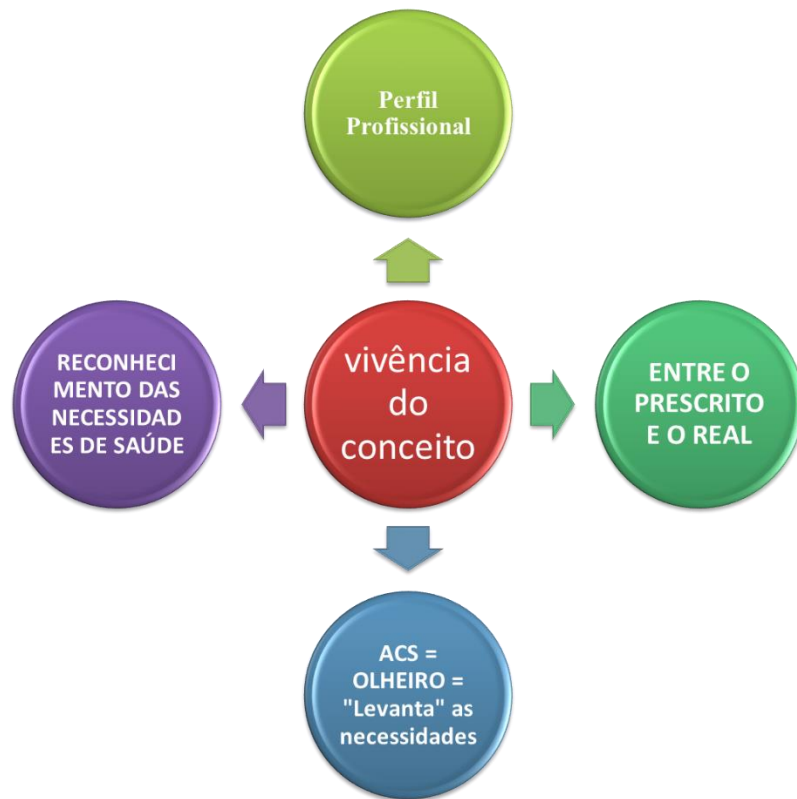 Perfil
Profissional
RECONHECI
MENTO DAS
NECESSIDAD
ES DE SAÚDE
vivência
do
conceito
ENTRE O
PRESCRITO
E O REAL
ACS =
OLHEIRO =
"Levanta" as
necessidades